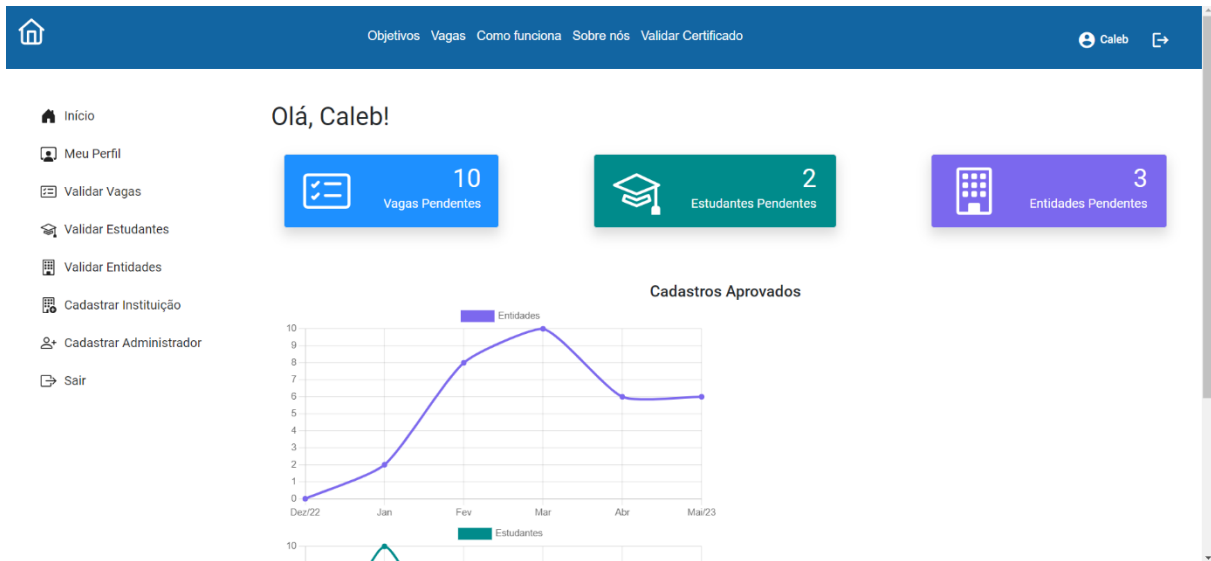 Objetivos Vagas Como funciona Sobre nós Validar Certificado
Caleb
Início
Meu Perfil
Validar Vagas
Validar Estudantes
Validar Entidades
Cadastrar Instituição
Cadastrar Administrador
Sair
Olá, Caleb!
10
Vagas Pendentes
2
Estudantes Pendentes
3
Entidades Pendentes
Cadastros Aprovados
Entidades
10
9
8
7
6
5
4
3
2
1
0
Dez/22 Jan Fev Mar Abr Mai/23
Estudantes
10